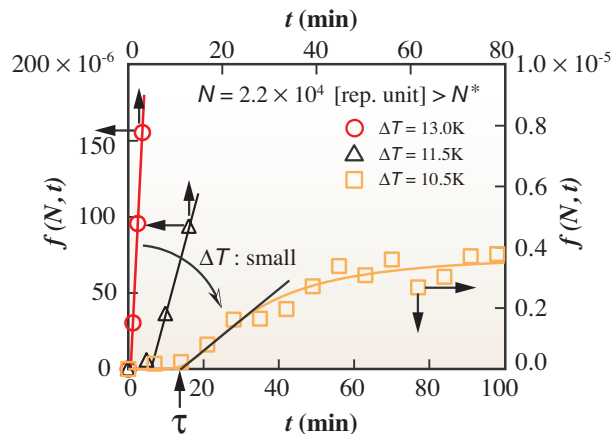 t (min)
0 20 40 60 80
200 × 10⁻⁶ 1.0 × 10⁻⁵
N = 2.2 × 10⁴ [rep. unit] > N*
ΔT = 13.0K
ΔT = 11.5K
ΔT = 10.5K
150 0.8
100 0.6
50 0.4
0 0.2
0.0
f (N, t)
f (N, t)
ΔT : small
0 20 40 60 80 100
τ
t (min)